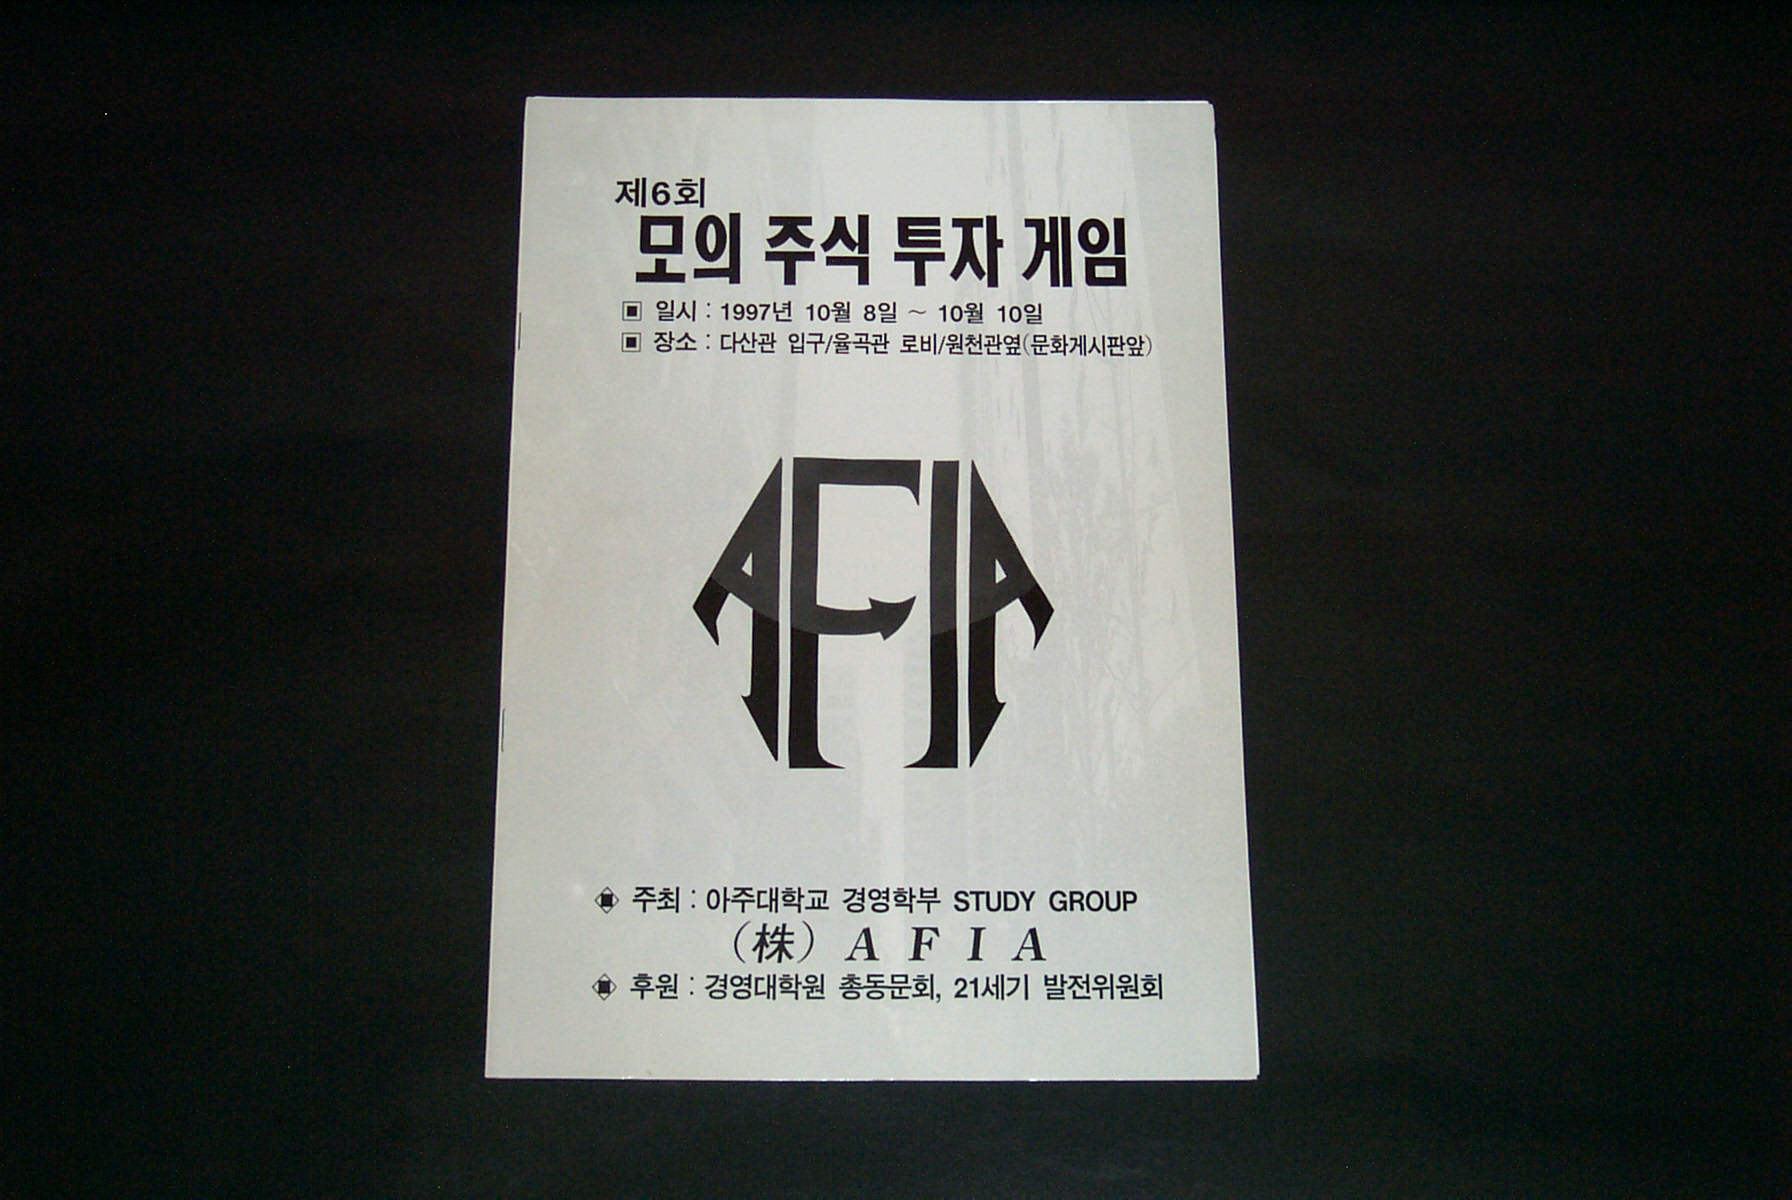 제6회
모의 주식 투자 게임
일시 : 1997년 10월 8일 ~ 10월 10일
장소 : 다산관 입구/율곡관 로비/원천관옆(문화게시판앞)
AFIA
주최 : 아주대학교 경영학부 STUDY GROUP
(株) A F I A
후원 : 경영대학원 총동문회, 21세기 발전위원회